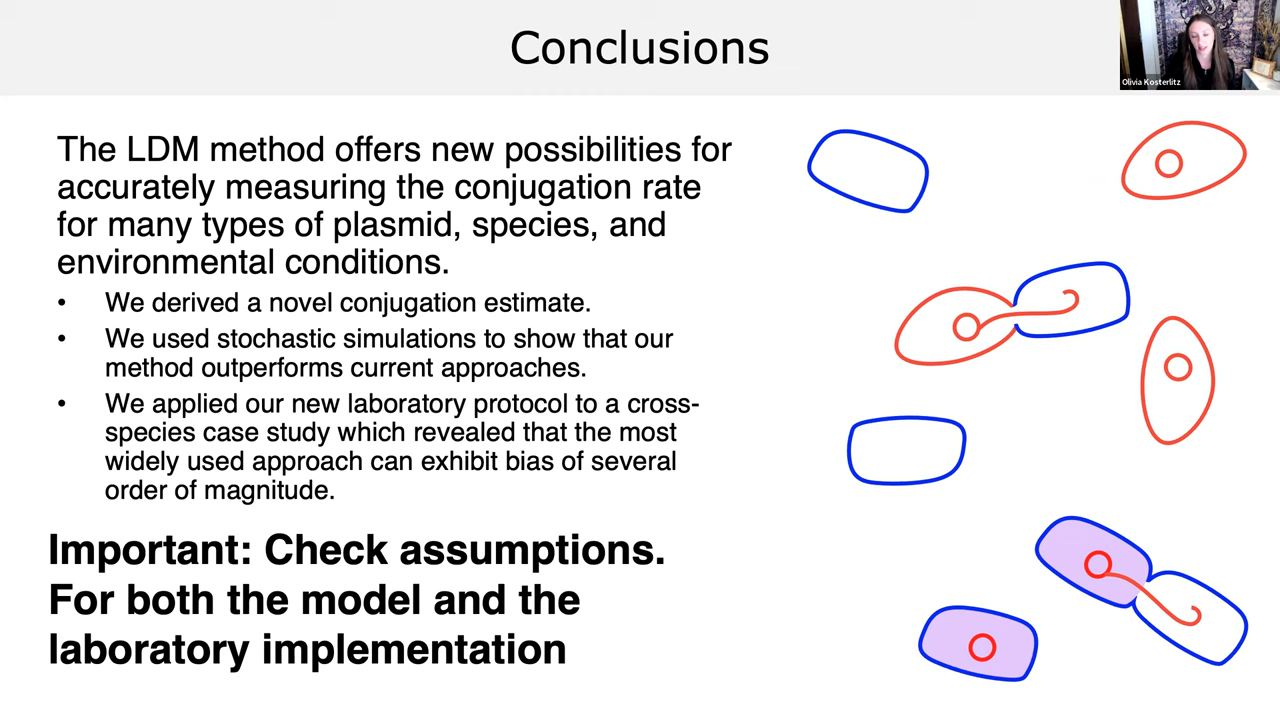 Conclusions
Olivia Kosterlitz
The LDM method offers new possibilities for
accurately measuring the conjugation rate
for many types of plasmid, species, and
environmental conditions.
• We derived a novel conjugation estimate.
• We used stochastic simulations to show that our
method outperforms current approaches.
• We applied our new laboratory protocol to a cross-
species case study which revealed that the most
widely used approach can exhibit bias of several
order of magnitude.
Important: Check assumptions.
For both the model and the
laboratory implementation